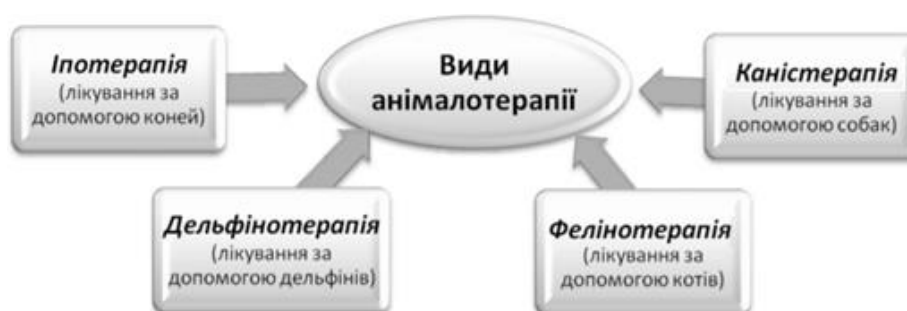 Види
анімалотерапії
Іпотерапія
(лікування за
допомогою коней)
Каністерапія
(лікування за
допомогою собак)
Дельфінотерапія
(лікування за
допомогою дельфінів)
Фелінотерапія
(лікування за
допомогою котів)